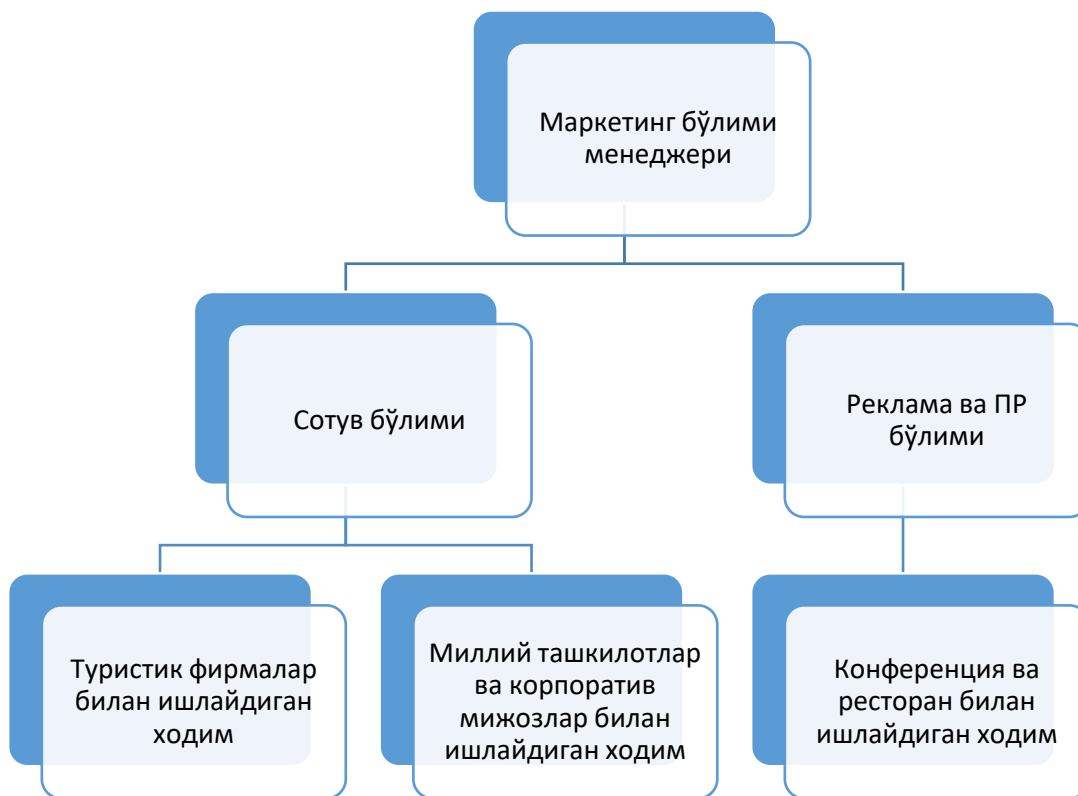 Маркетинг бўлими
менеджери
Сотув бўлими
Реклама ва ПР
бўлими
Туристик фирмалар
билан ишлайдиган
ходим
Миллий ташкилотлар
ва корпоратив
мижозлар билан
ишлайдиган ходим
Конференция ва
ресторан билан
ишлайдиган ходим